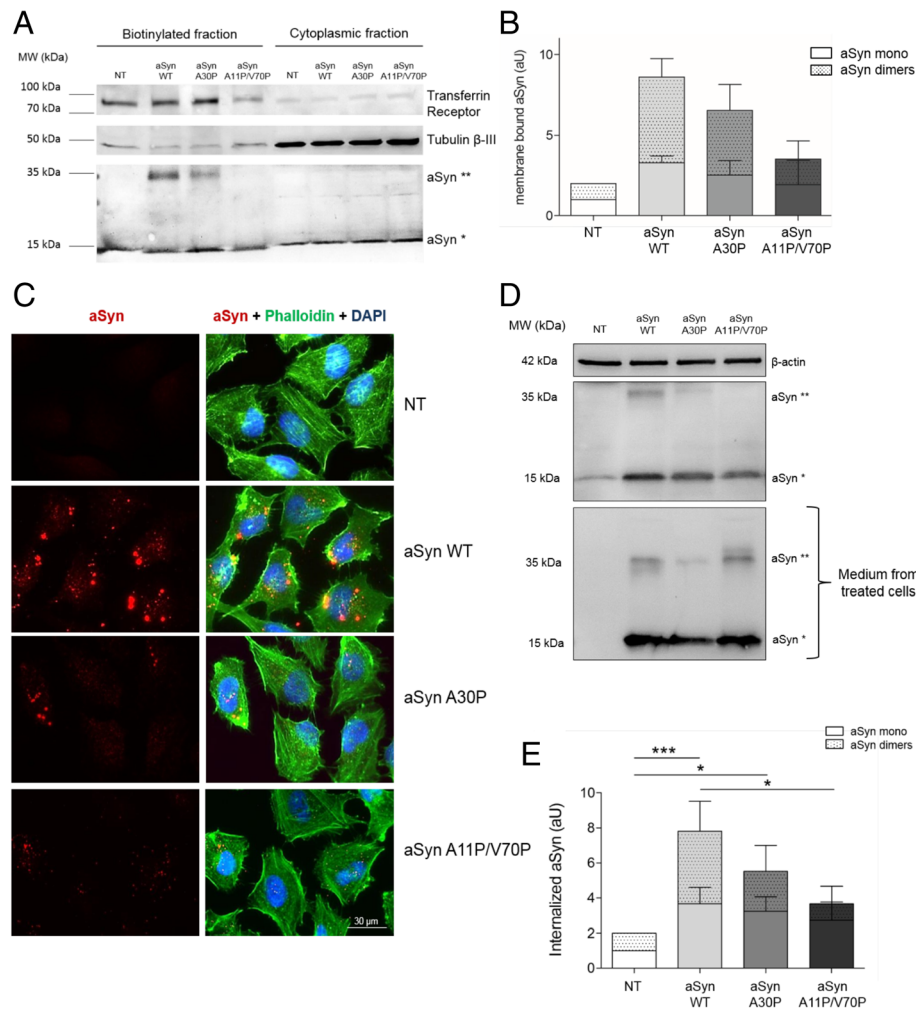 A
Biotinylated fraction
Cytoplasmic fraction
MW (kDa)
NT
aSyn
WT
aSyn
A30P
aSyn
A11P/V70P
NT
aSyn
WT
aSyn
A30P
aSyn
A11P/V70P
100 kDa
70 kDa
Transferrin
Receptor
50 kDa
Tubulin β-III
35 kDa
aSyn **
15 kDa
aSyn *
B
aSyn mono
aSyn dimers
membrane bound aSyn (aU)
10
5
0
NT
aSyn
WT
aSyn
A30P
aSyn
A11P/V70P
C
aSyn
aSyn + Phalloidin + DAPI
NT
aSyn WT
aSyn A30P
aSyn A11P/V70P
30 µm
D
MW (kDa)
NT
aSyn
WT
aSyn
A30P
aSyn
A11P/V70P
42 kDa
β-actin
35 kDa
aSyn **
15 kDa
aSyn *
35 kDa
aSyn **
Medium from
treated cells
15 kDa
aSyn *
E
aSyn mono
aSyn dimers
***
*
*
Internalized aSyn (aU)
10
8
6
4
2
0
NT
aSyn
WT
aSyn
A30P
aSyn
A11P/V70P